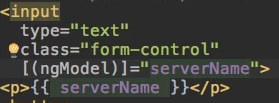 <input
type="text"
class="form-control"
[(ngModel)]="serverName">
<p>{{ serverName }}</p>